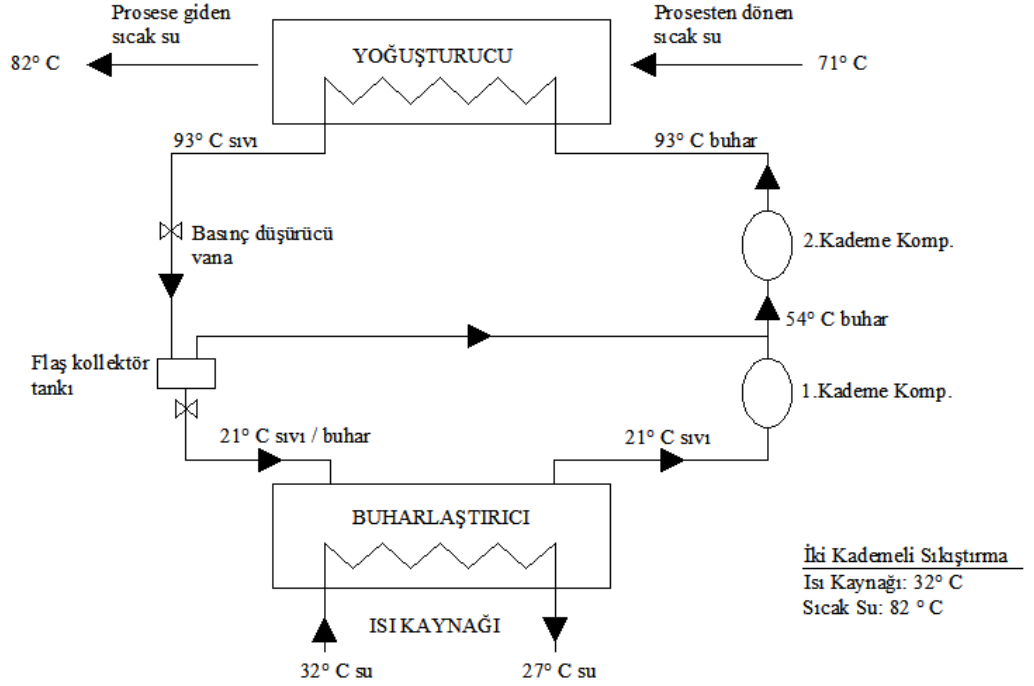 Prosese giden
sıcak su
Prosesten dönen
sıcak su
82° C
YOĞUŞTURUCU
71° C
93° C sıvı
93° C buhar
Basınç düşürücü
vana
2.Kademe Komp.
54° C buhar
Flaş kollektör
tankı
1.Kademe Komp.
21° C sıvı / buhar
21° C sıvı
BUHARLAŞTIRICI
İki Kademeli Sıkıştırma
Isı Kaynağı: 32° C
Sıcak Su: 82 ° C
ISI KAYNAĞI
32° C su
27° C su